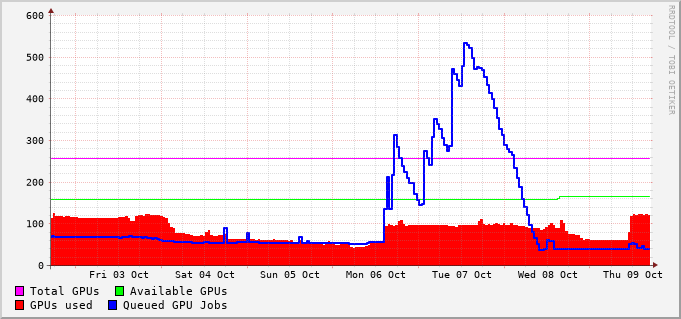 600
500
400
300
200
100
0
Fri 03 Oct Sat 04 Oct Sun 05 Oct Mon 06 Oct Tue 07 Oct Wed 08 Oct Thu 09 Oct
Total GPUs Available GPUs
GPUs used Queued GPU Jobs
RRDTOOL / TOBI OETIKER